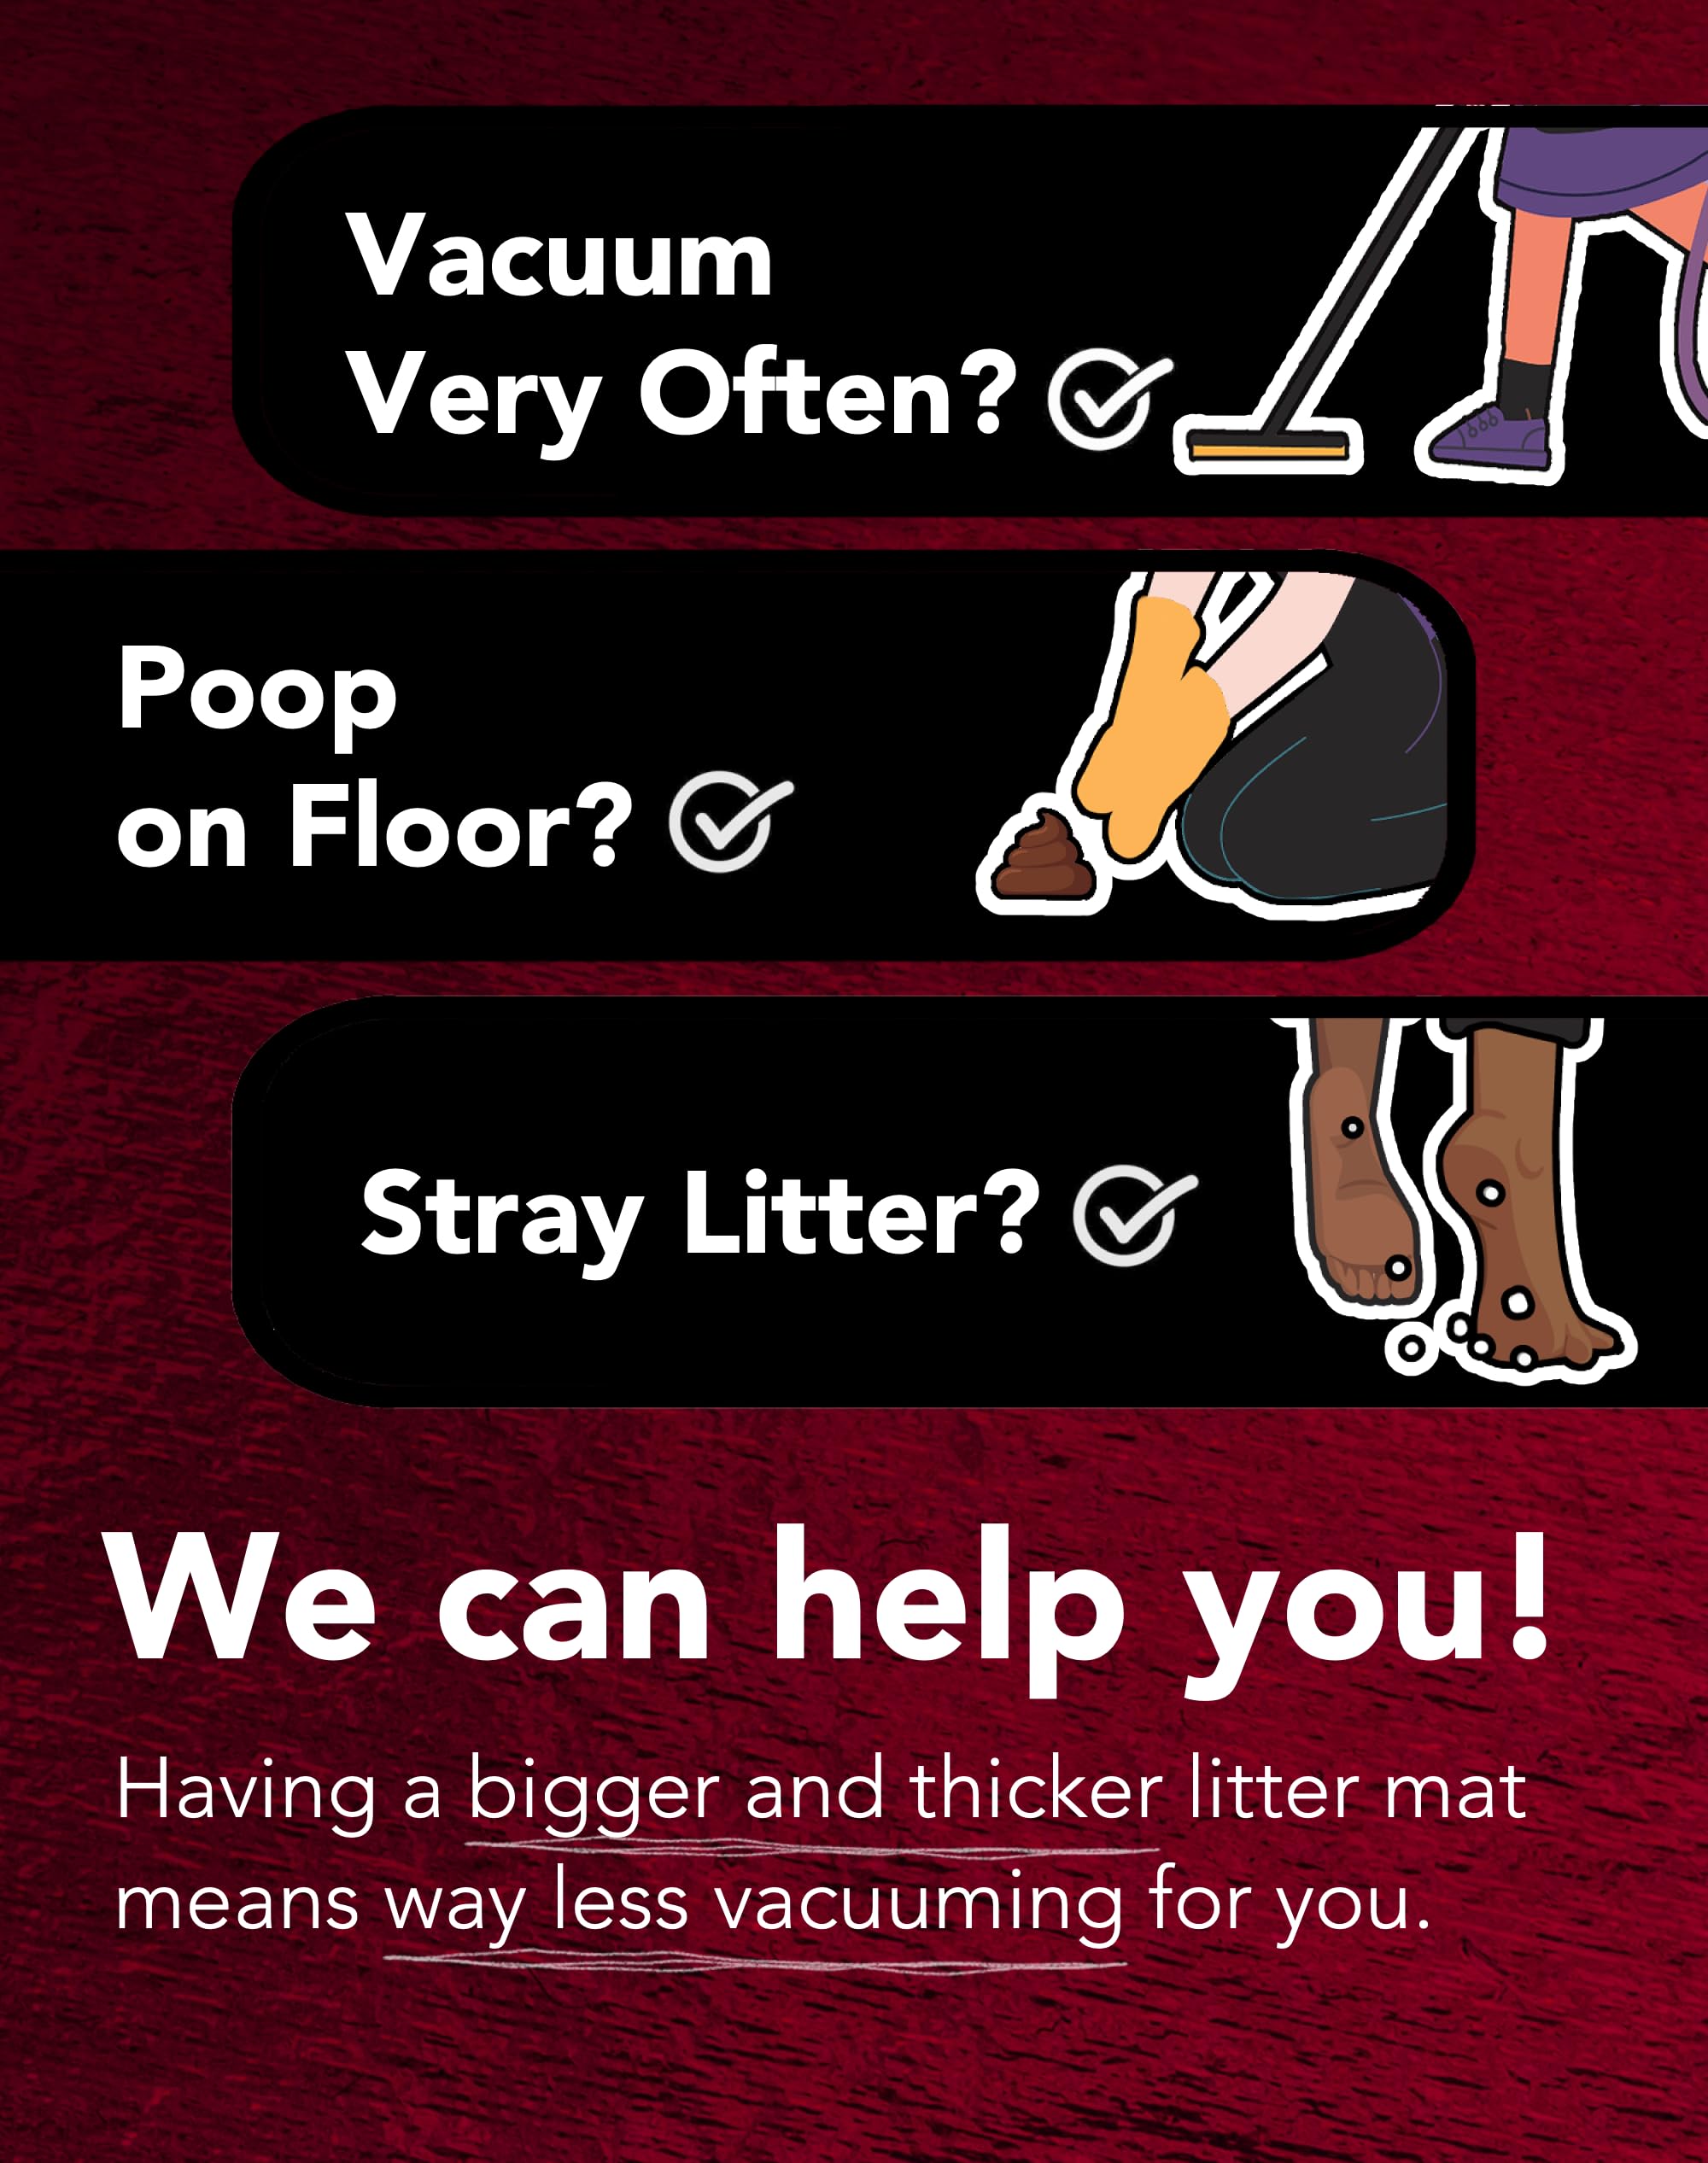 Vacuum
Very Often?
Poop
on Floor?
Stray Litter?
We can help you!
Having a bigger and thicker litter mat
means way less vacuuming for you.